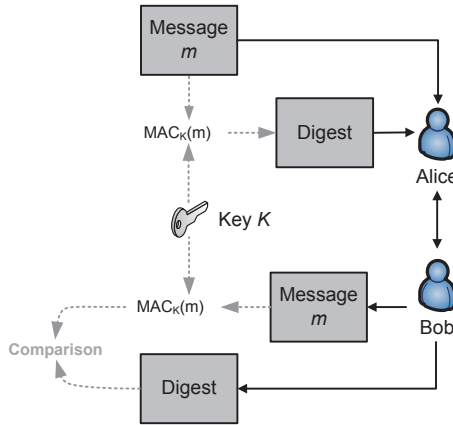 Message
m
MACK(m)
Digest
Alice
Key K
MACK(m)
Message
m
Bob
Comparison
Digest